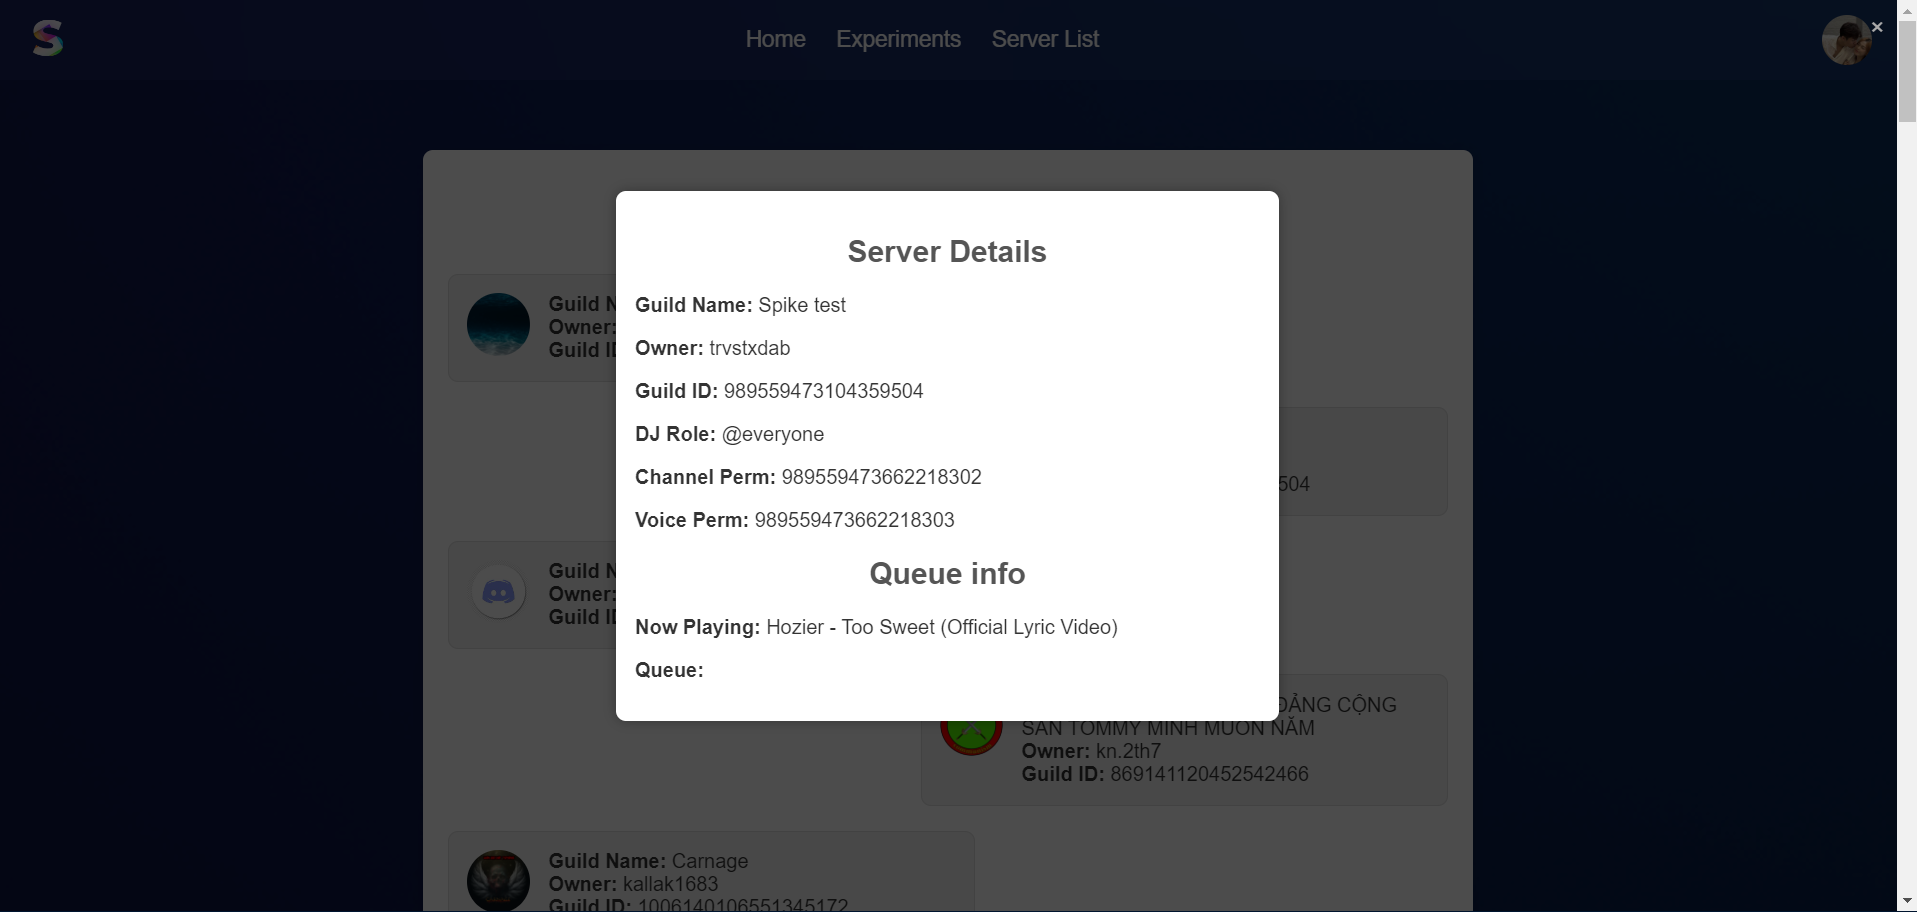 Home Experiments Server List
×
Server Details
Guild Name: Spike test
Owner: trvstxdab
Guild ID: 989559473104359504
DJ Role: @everyone
Channel Perm: 989559473662218302
Voice Perm: 989559473662218303
Queue info
Now Playing: Hozier - Too Sweet (Official Lyric Video)
Queue:
Guild
Owner:
Guild
504
Guild
Owner:
Guild
ĐẢNG CỘNG
SẢN TOMMY MINH MUÔN NĂM
Owner: kn.2th7
Guild ID: 869141120452542466
Guild Name: Carnage
Owner: kallak1683
Guild ID: 1006140106551345172